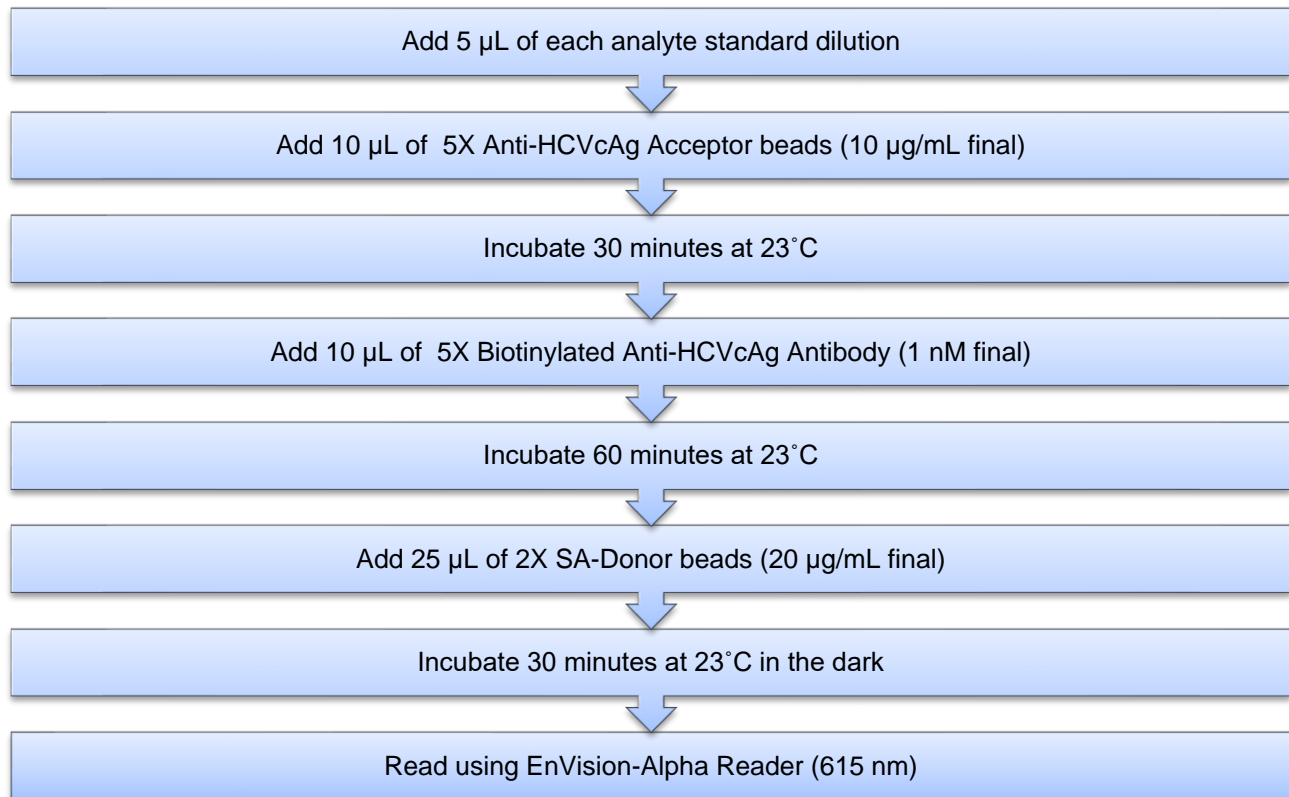 Add 5 µL of each analyte standard dilution
Add 10 µL of  5X Anti-HCVcAg Acceptor beads (10 µg/mL final)
Incubate 30 minutes at 23˚C
Add 10 µL of  5X Biotinylated Anti-HCVcAg Antibody (1 nM final)
Incubate 60 minutes at 23˚C
Add 25 µL of 2X SA-Donor beads (20 µg/mL final)
Incubate 30 minutes at 23˚C in the dark
Read using EnVision-Alpha Reader (615 nm)